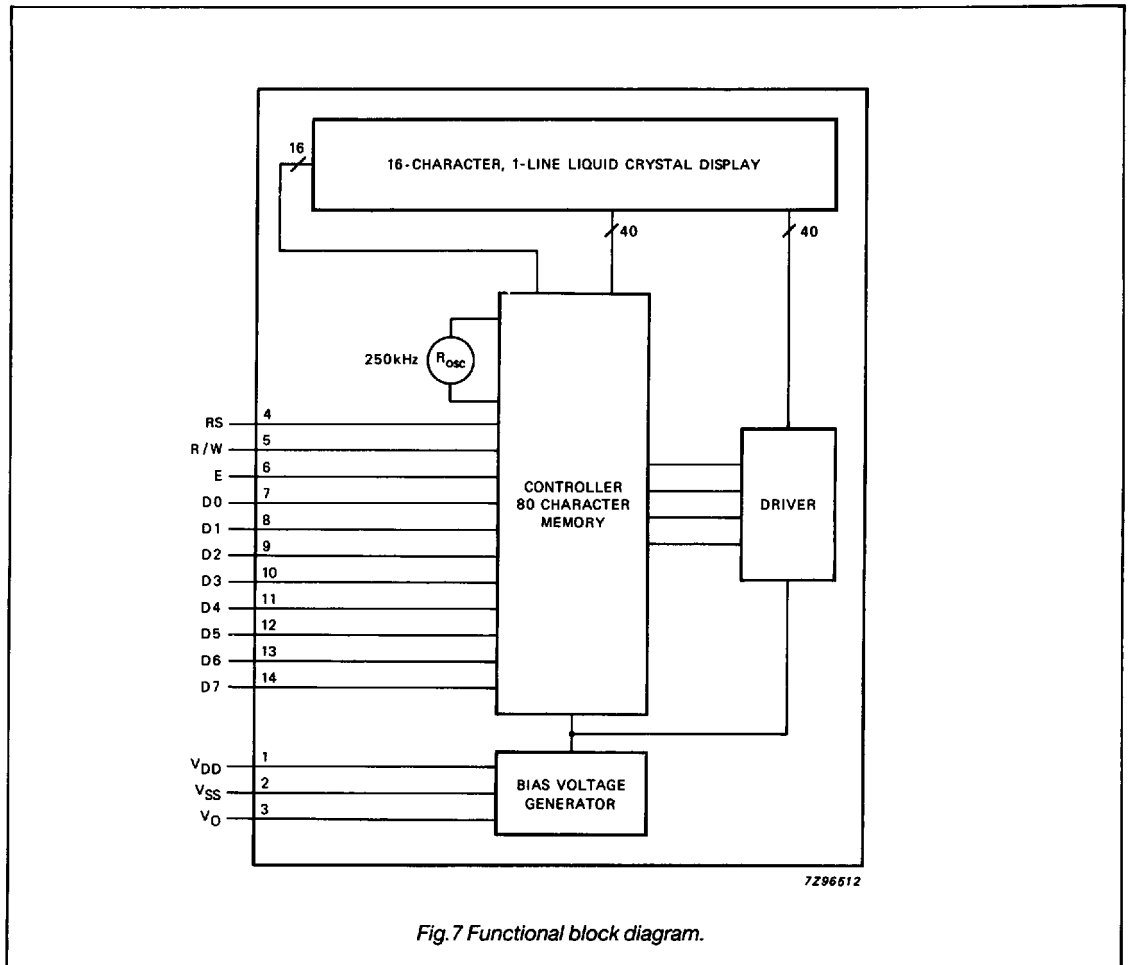 16
16-CHARACTER, 1-LINE LIQUID CRYSTAL DISPLAY
40
40
250kHz
Rosc
RS
4
R/W
5
E
6
D0
7
D1
8
D2
9
D3
10
D4
11
D5
12
D6
13
D7
14
CONTROLLER
80 CHARACTER
MEMORY
DRIVER
VDD
1
VSS
2
VO
3
BIAS VOLTAGE
GENERATOR
7Z96512
Fig.7 Functional block diagram.